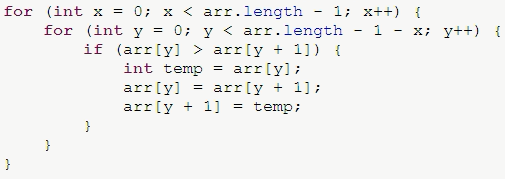 for (int x = 0; x < arr.length - 1; x++) {
    for (int y = 0; y < arr.length - 1 - x; y++) {
        if (arr[y] > arr[y + 1]) {
            int temp = arr[y];
            arr[y] = arr[y + 1];
            arr[y + 1] = temp;
        }
    }
}